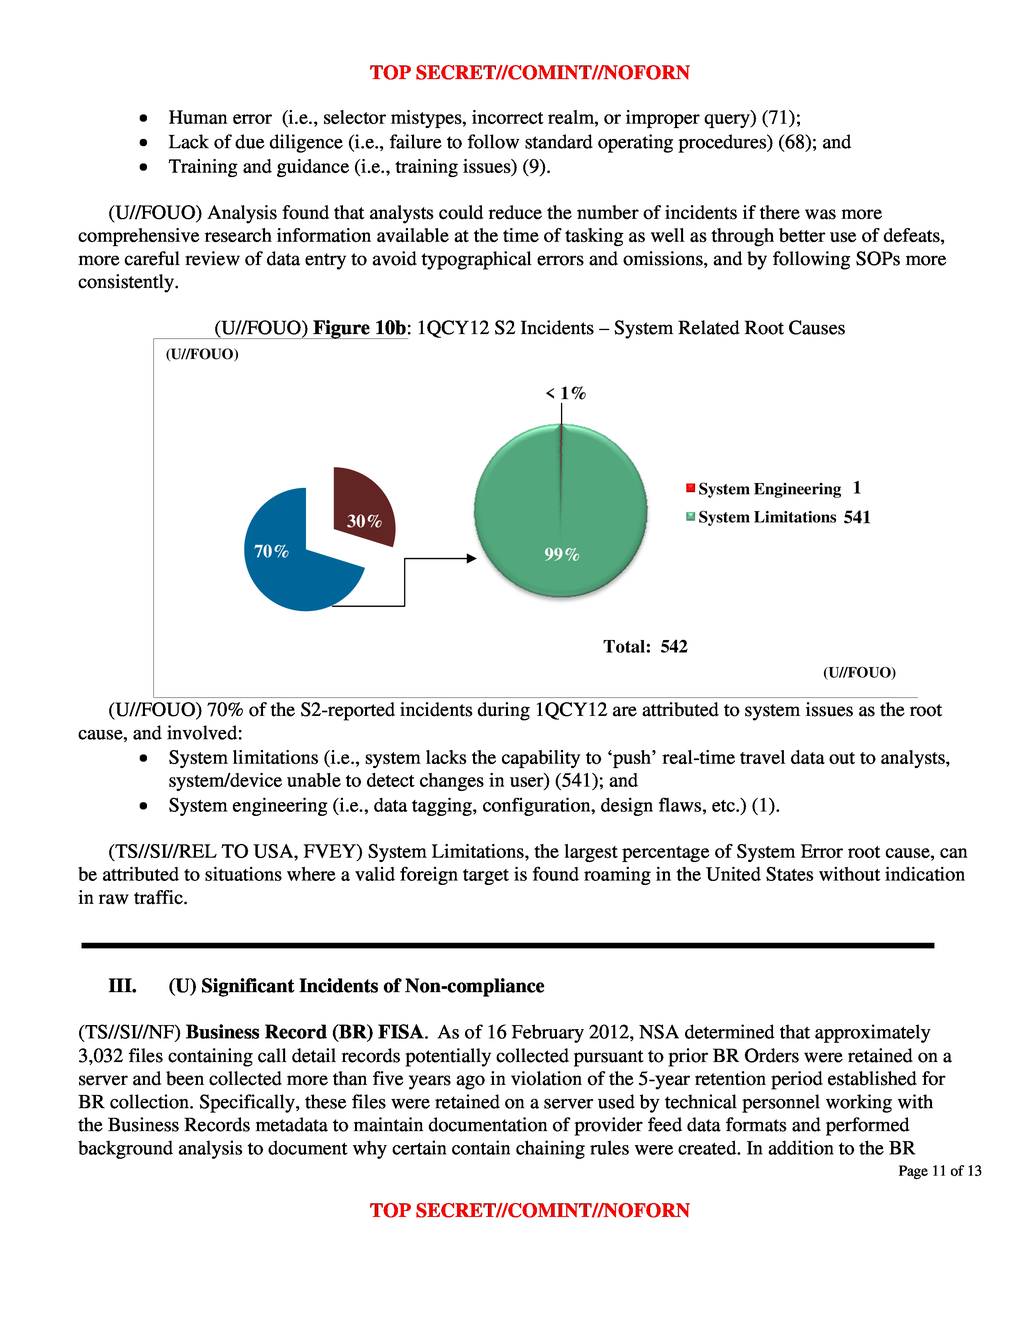 TOP SECRET//COMINT//NOFORN
• Human error (i.e., selector mistypes, incorrect realm, or improper query) (71);
• Lack of due diligence (i.e., failure to follow standard operating procedures) (68); and
• Training and guidance (i.e., training issues) (9).
(U//FOUO) Analysis found that analysts could reduce the number of incidents if there was more
comprehensive research information available at the time of tasking as well as through better use of defeats,
more careful review of data entry to avoid typographical errors and omissions, and by following SOPs more
consistently.
(U//FOUO) Figure 10b: 1QCY12 S2 Incidents – System Related Root Causes
(U//FOUO)
< 1%
30%
70%
99%
System Engineering 1
System Limitations 541
Total: 542
(U//FOUO)
(U//FOUO) 70% of the S2-reported incidents during 1QCY12 are attributed to system issues as the root
cause, and involved:
• System limitations (i.e., system lacks the capability to ‘push’ real-time travel data out to analysts,
system/device unable to detect changes in user) (541); and
• System engineering (i.e., data tagging, configuration, design flaws, etc.) (1).
(TS//SI//REL TO USA, FVEY) System Limitations, the largest percentage of System Error root cause, can
be attributed to situations where a valid foreign target is found roaming in the United States without indication
in raw traffic.
III. (U) Significant Incidents of Non-compliance
(TS//SI//NF) Business Record (BR) FISA. As of 16 February 2012, NSA determined that approximately
3,032 files containing call detail records potentially collected pursuant to prior BR Orders were retained on a
server and been collected more than five years ago in violation of the 5-year retention period established for
BR collection. Specifically, these files were retained on a server used by technical personnel working with
the Business Records metadata to maintain documentation of provider feed data formats and performed
background analysis to document why certain contain chaining rules were created. In addition to the BR
Page 11 of 13
TOP SECRET//COMINT//NOFORN